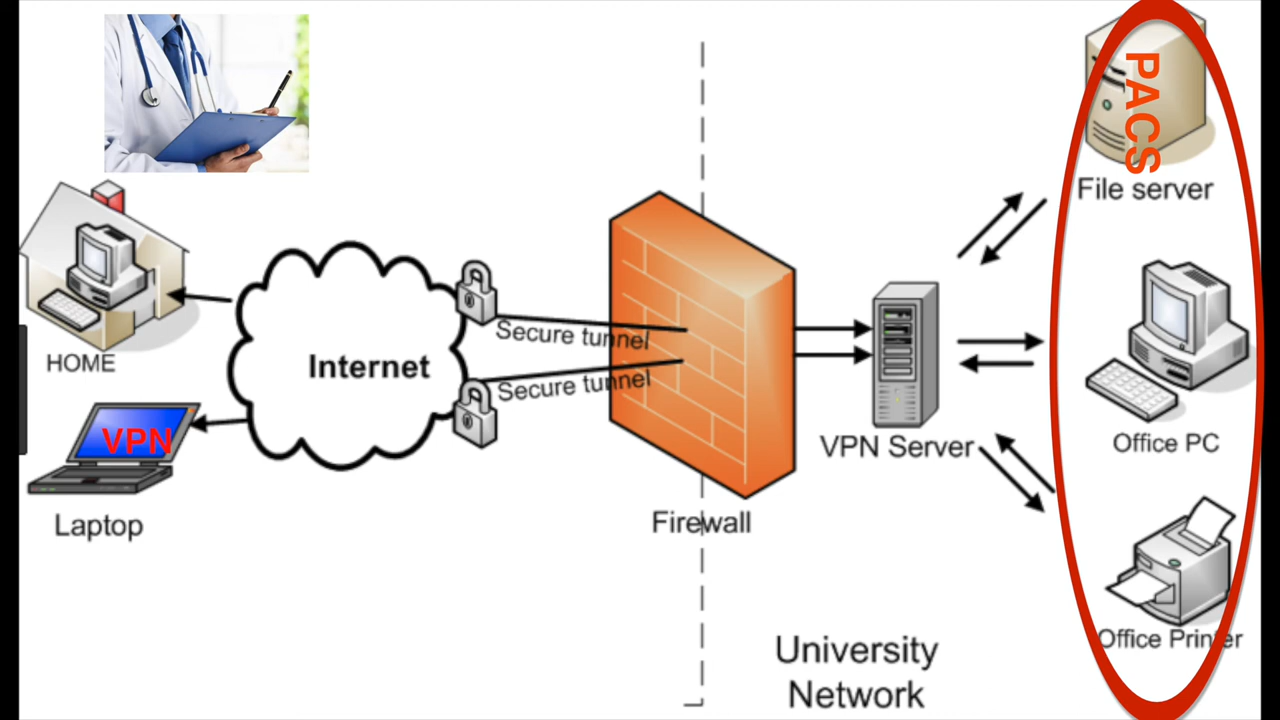 PACS
File server
HOME
Internet
Secure tunnel
Secure tunnel
VPN
Laptop
Firewall
VPN Server
Office PC
Office Printer
University
Network